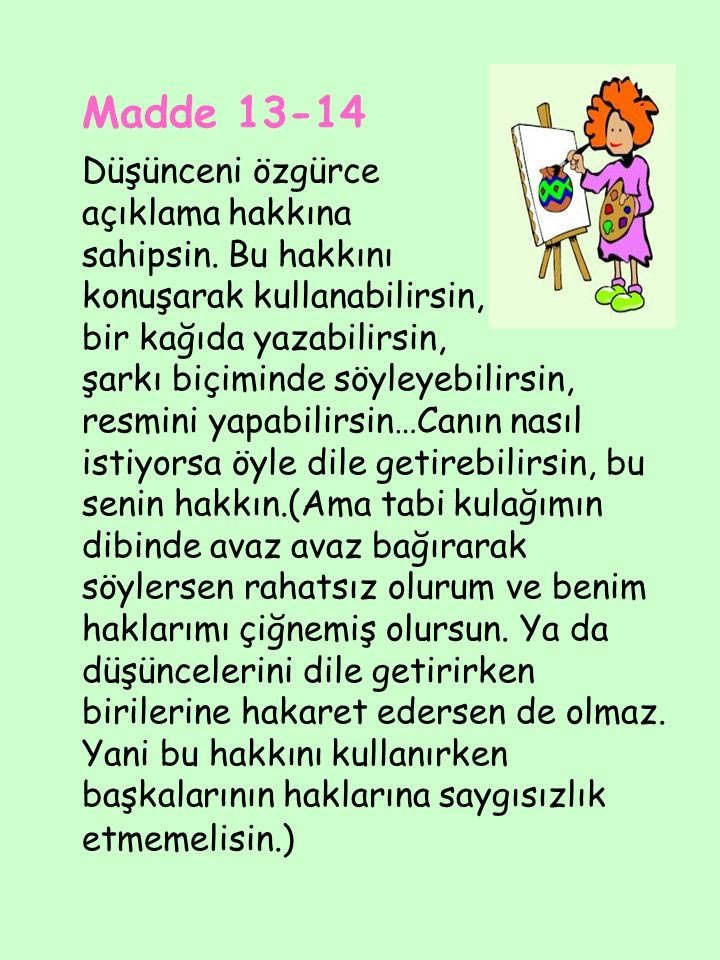 Madde 13-14
Düşünceni özgürce
açıklama hakkına
sahipsin. Bu hakkını
konuşarak kullanabilirsin,
bir kağıda yazabilirsin,
şarkı biçiminde söyleyebilirsin,
resmini yapabilirsin…Canın nasıl
istiyorsa öyle dile getirebilirsin, bu
senin hakkın.(Ama tabi kulağımın
dibinde avaz avaz bağırarak
söylersen rahatsız olurum ve benim
haklarımı çiğnemiş olursun. Ya da
düşüncelerini dile getirirken
birilerine hakaret edersen de olmaz.
Yani bu hakkını kullanırken
başkalarının haklarına saygısızlık
etmemelisin.)